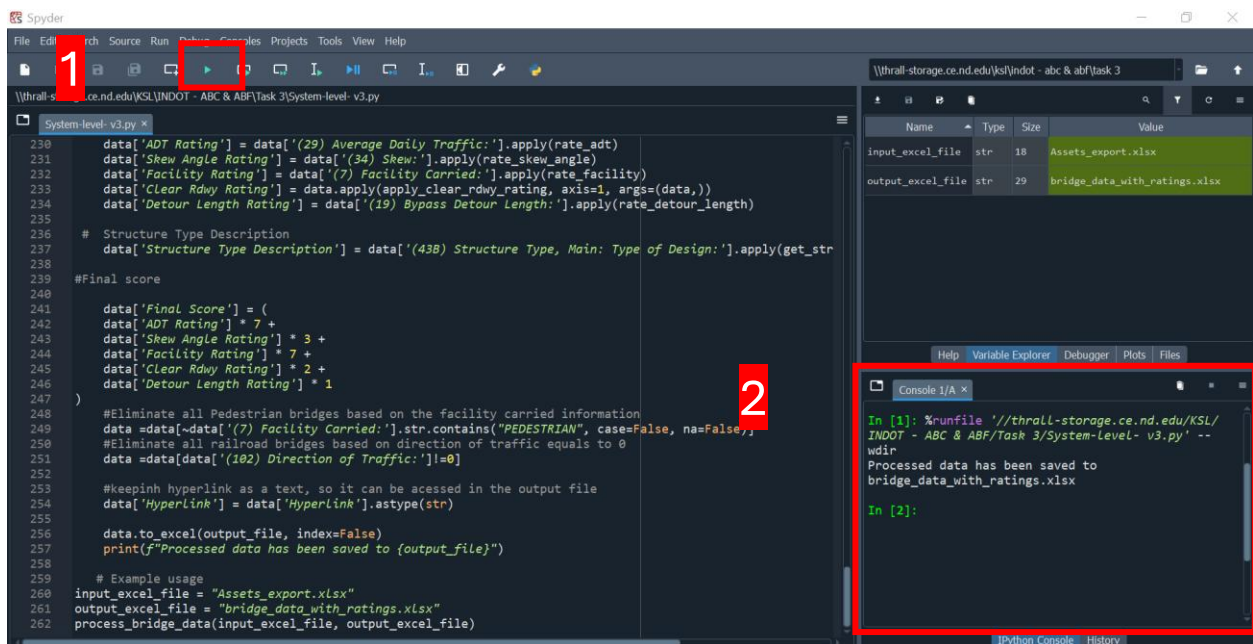 Spyder
File Edit rch Source Run Debug Consoles Projects Tools View Help
1
\\thrall-storage.ce.nd.edu\ksl\indot - abc & abf\task 3
\\thrall-s ce.nd.edu\KSL\INDOT - ABC & ABF\Task 3\System-level- v3.py
System-level- v3.py ×
230 data['ADT Rating'] = data['(29) Average Daily Traffic:'].apply(rate_adt)
231 data['Skew Angle Rating'] = data['(34) Skew:'].apply(rate_skew_angle)
232 data['Facility Rating'] = data['(7) Facility Carried:'].apply(rate_facility)
233 data['CLear Rdwy Rating'] = data.apply(apply_clear_rdwy_rating, axis=1, args=(data,))
234 data['Detour Length Rating'] = data['(19) Bypass Detour Length:'].apply(rate_detour_length)
235
236 # Structure Type Description
237 data['Structure Type Description'] = data['(43B) Structure Type, Main: Type of Design:'].apply(get_str
238
239 #Final score
240
241 data['Final Score'] = (
242 data['ADT Rating'] * 7 +
243 data['Skew Angle Rating'] * 3 +
244 data['Facility Rating'] * 7 +
245 data['CLear Rdwy Rating'] * 2 +
246 data['Detour Length Rating'] * 1
247 )
248 #Eliminate all Pedestrian bridges based on the facility carried information
249 data =data[~data['(7) Facility Carried:'].str.contains("PEDESTRIAN", case=False, na=False)]
250 #Eliminate all railroad bridges based on direction of traffic equals to 0
251 data =data[data['(102) Direction of Traffic:']!=0]
252
253 #keepinh hyperlink as a text, so it can be acessed in the output file
254 data['Hyperlink'] = data['Hyperlink'].astype(str)
255
256 data.to_excel(output_file, index=False)
257 print(f"Processed data has been saved to {output_file}")
258
259 # Example usage
260 input_excel_file = "Assets_export.xlsx"
261 output_excel_file = "bridge_data_with_ratings.xlsx"
262 process_bridge_data(input_excel_file, output_excel_file)
Name Type Size Value
input_excel_file str 18 Assets_export.xlsx
output_excel_file str 29 bridge_data_with_ratings.xlsx
Help Variable Explorer Debugger Plots Files
2
Console 1/A ×
In [1]: %runfile '//thrall-storage.ce.nd.edu/KSL/
INDOT - ABC & ABF/Task 3/System-level- v3.py' --
wdir
Processed data has been saved to
bridge_data_with_ratings.xlsx
In [2]:
IPython Console History